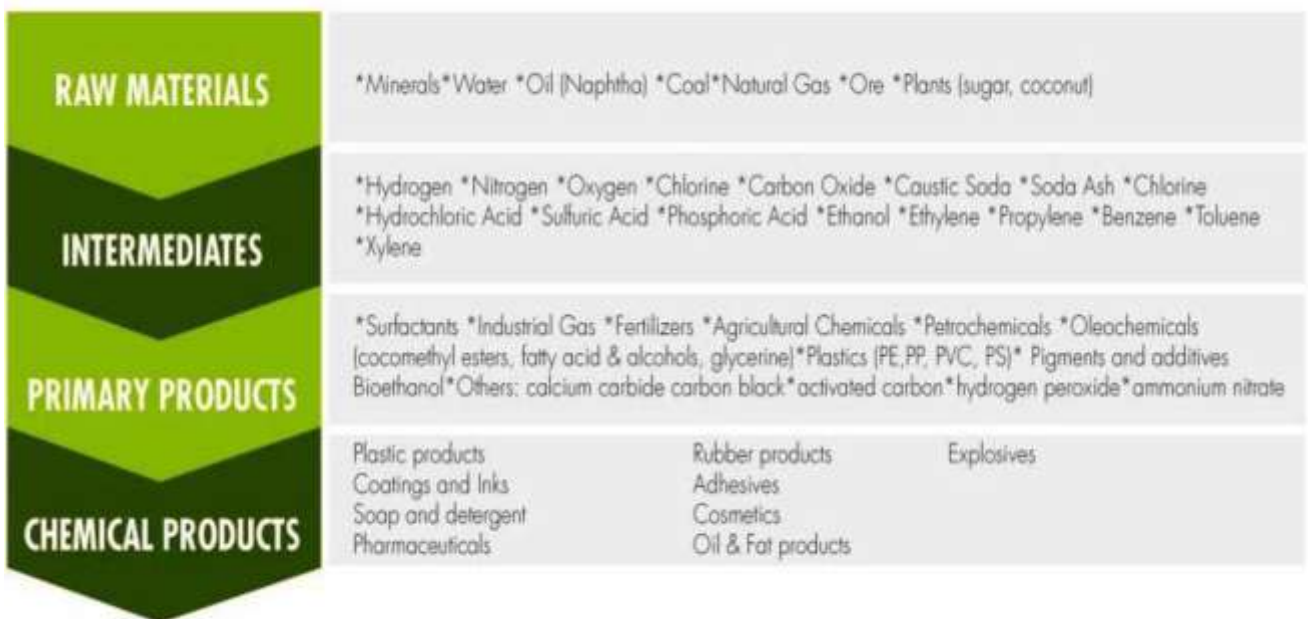 RAW MATERIALS
*Minerals*Water *Oil (Naphtha) *Coal*Natural Gas *Ore *Plants (sugar, coconut)
INTERMEDIATES
*Hydrogen *Nitrogen *Oxygen *Chlorine *Carbon Oxide *Caustic Soda *Soda Ash *Chlorine
*Hydrochloric Acid *Sulfuric Acid *Phosphoric Acid *Ethanol *Ethylene *Propylene *Benzene *Toluene
*Xylene
PRIMARY PRODUCTS
*Surfactants *Industrial Gas *Fertilizers *Agricultural Chemicals *Petrochemicals *Oleochemicals
(cocomethyl esters, fatty acid & alcohols, glycerine)*Plastics (PE,PP, PVC, PS)* Pigments and additives
Bioethanol*Others: calcium carbide carbon black*activated carbon*hydrogen peroxide*ammonium nitrate
CHEMICAL PRODUCTS
Plastic products
Coatings and Inks
Soap and detergent
Pharmaceuticals
Rubber products
Adhesives
Cosmetics
Oil & Fat products
Explosives